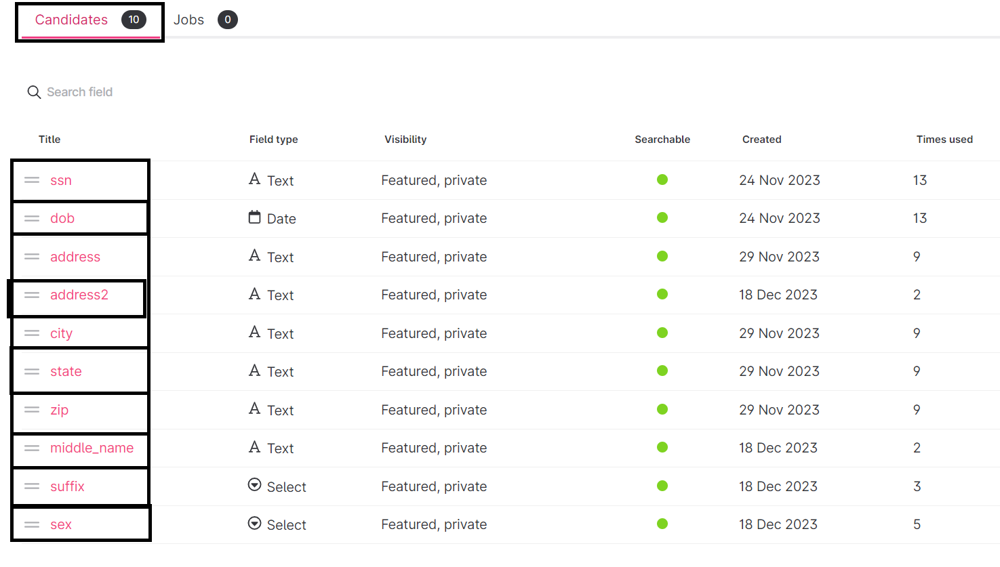 Candidates 10 Jobs 0
Search field
Title Field type Visibility Searchable Created Times used
ssn Text Featured, private 24 Nov 2023 13
dob Date Featured, private 24 Nov 2023 13
address Text Featured, private 29 Nov 2023 9
address2 Text Featured, private 18 Dec 2023 2
city Text Featured, private 29 Nov 2023 9
state Text Featured, private 29 Nov 2023 9
zip Text Featured, private 29 Nov 2023 9
middle_name Text Featured, private 18 Dec 2023 2
suffix Select Featured, private 18 Dec 2023 3
sex Select Featured, private 18 Dec 2023 5